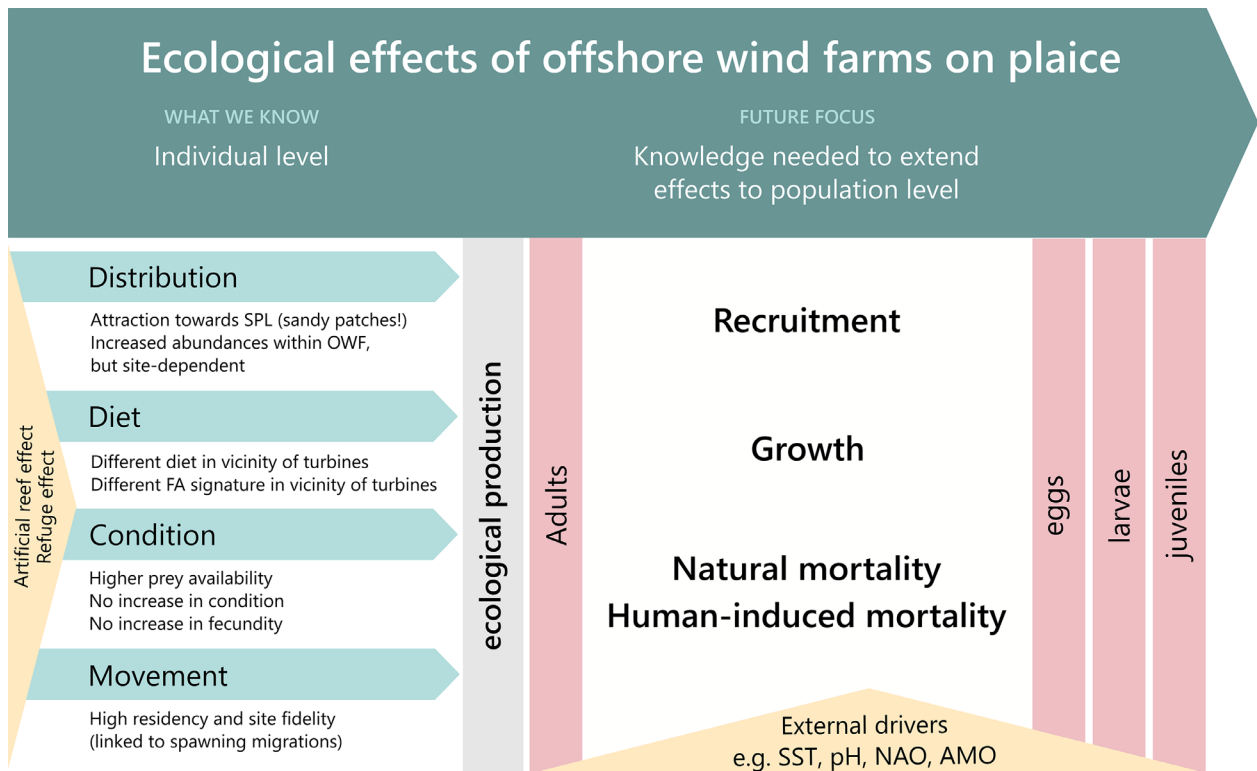 Ecological effects of offshore wind farms on plaice
WHAT WE KNOW
Individual level
FUTURE FOCUS
Knowledge needed to extend
effects to population level
Artificial reef effect
Refuge effect
Distribution
Attraction towards SPL (sandy patches!)
Increased abundances within OWF,
but site-dependent
Diet
Different diet in vicinity of turbines
Different FA signature in vicinity of turbines
Condition
Higher prey availability
No increase in condition
No increase in fecundity
Movement
High residency and site fidelity
(linked to spawning migrations)
ecological production
Adults
Recruitment
Growth
Natural mortality
Human-induced mortality
External drivers
e.g. SST, pH, NAO, AMO
eggs
larvae
juveniles